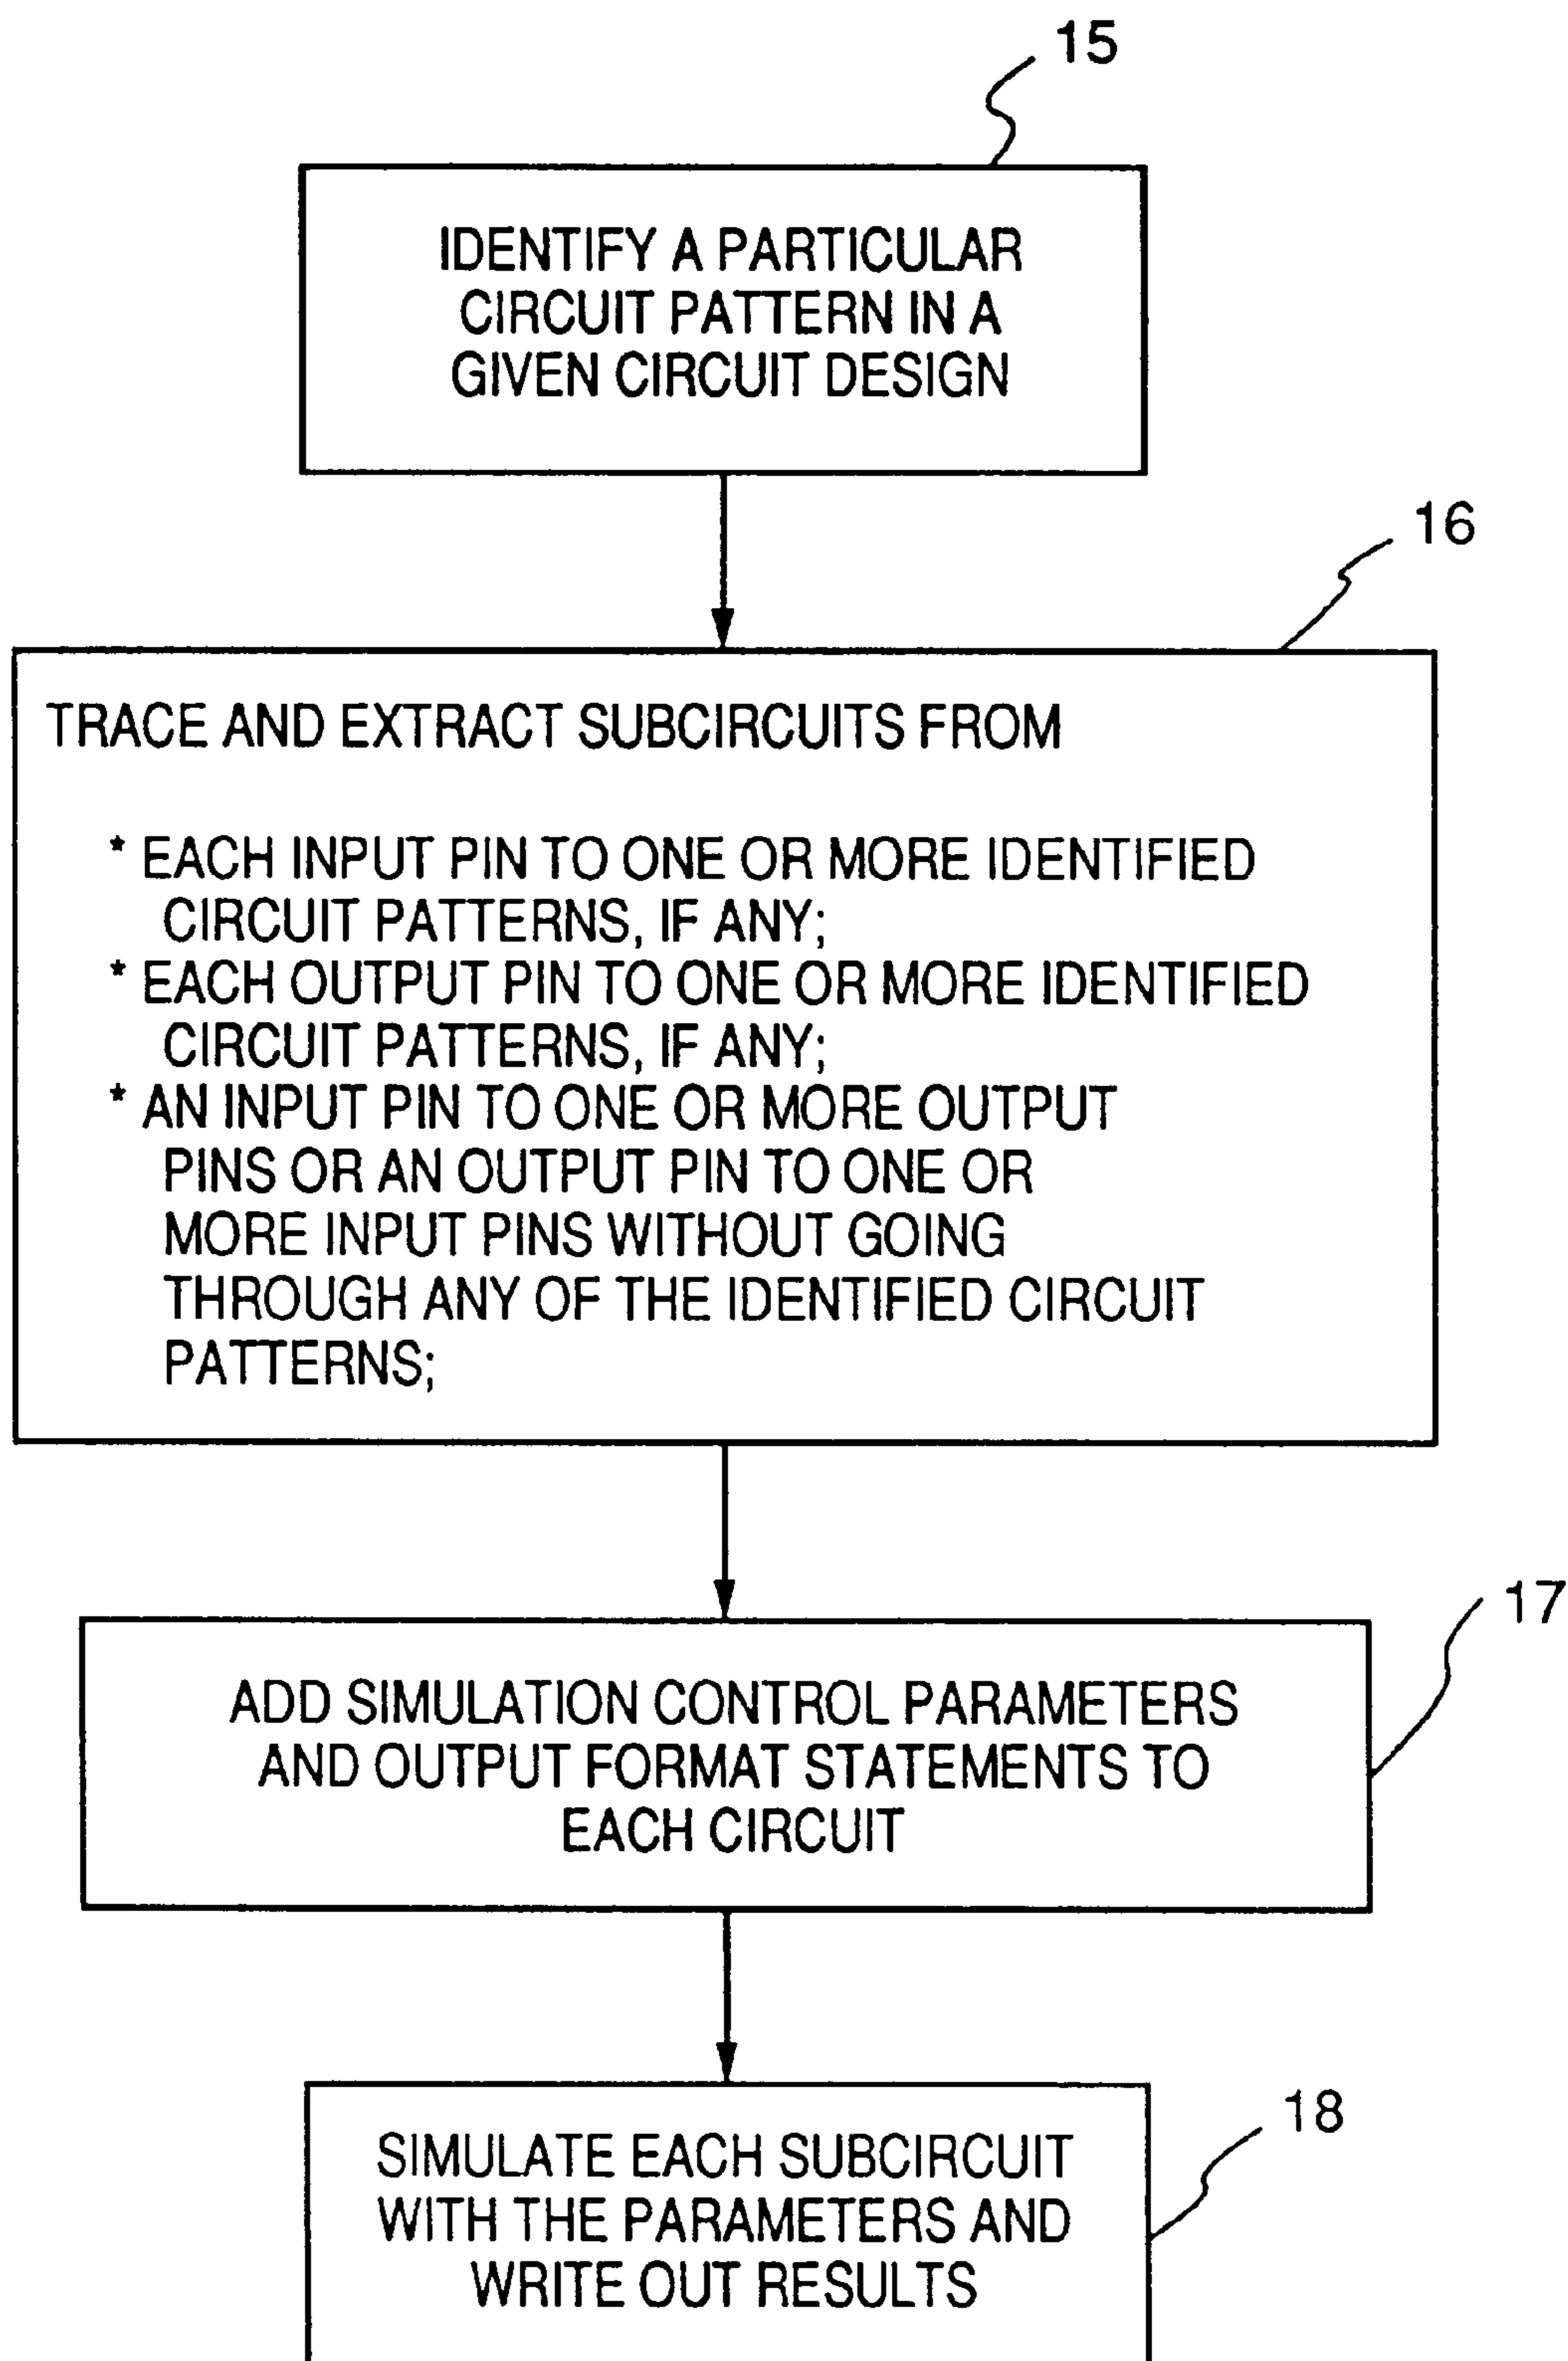 15
IDENTIFY A PARTICULAR
CIRCUIT PATTERN IN A
GIVEN CIRCUIT DESIGN
16
TRACE AND EXTRACT SUBCIRCUITS FROM
* EACH INPUT PIN TO ONE OR MORE IDENTIFIED
CIRCUIT PATTERNS, IF ANY;
* EACH OUTPUT PIN TO ONE OR MORE IDENTIFIED
CIRCUIT PATTERNS, IF ANY;
* AN INPUT PIN TO ONE OR MORE OUTPUT
PINS OR AN OUTPUT PIN TO ONE OR
MORE INPUT PINS WITHOUT GOING
THROUGH ANY OF THE IDENTIFIED CIRCUIT
PATTERNS;
17
ADD SIMULATION CONTROL PARAMETERS
AND OUTPUT FORMAT STATEMENTS TO
EACH CIRCUIT
18
SIMULATE EACH SUBCIRCUIT
WITH THE PARAMETERS AND
WRITE OUT RESULTS